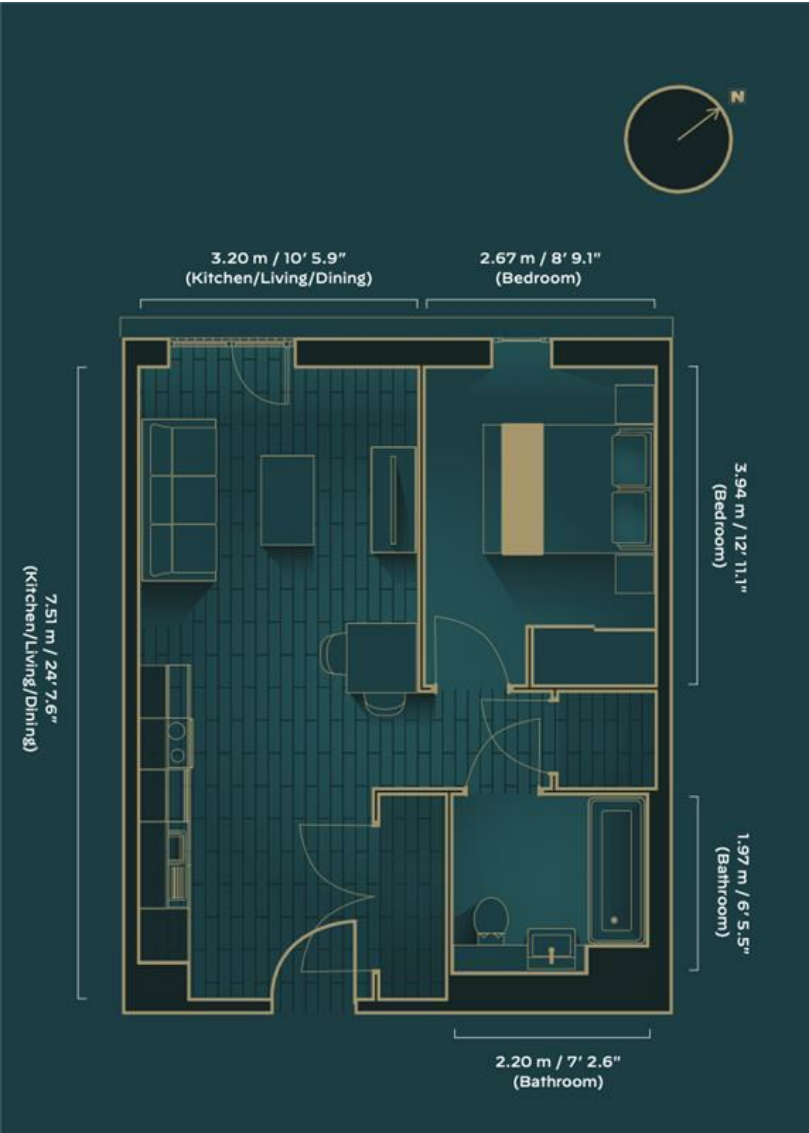 N
3.20 m / 10' 5.9"
(Kitchen/Living/Dining)
2.67 m / 8' 9.1"
(Bedroom)
3.94 m / 12' 11.1"
(Bedroom)
7.51 m / 24' 7.6"
(Kitchen/Living/Dining)
1.97 m / 6' 5.5"
(Bathroom)
2.20 m / 7' 2.6"
(Bathroom)